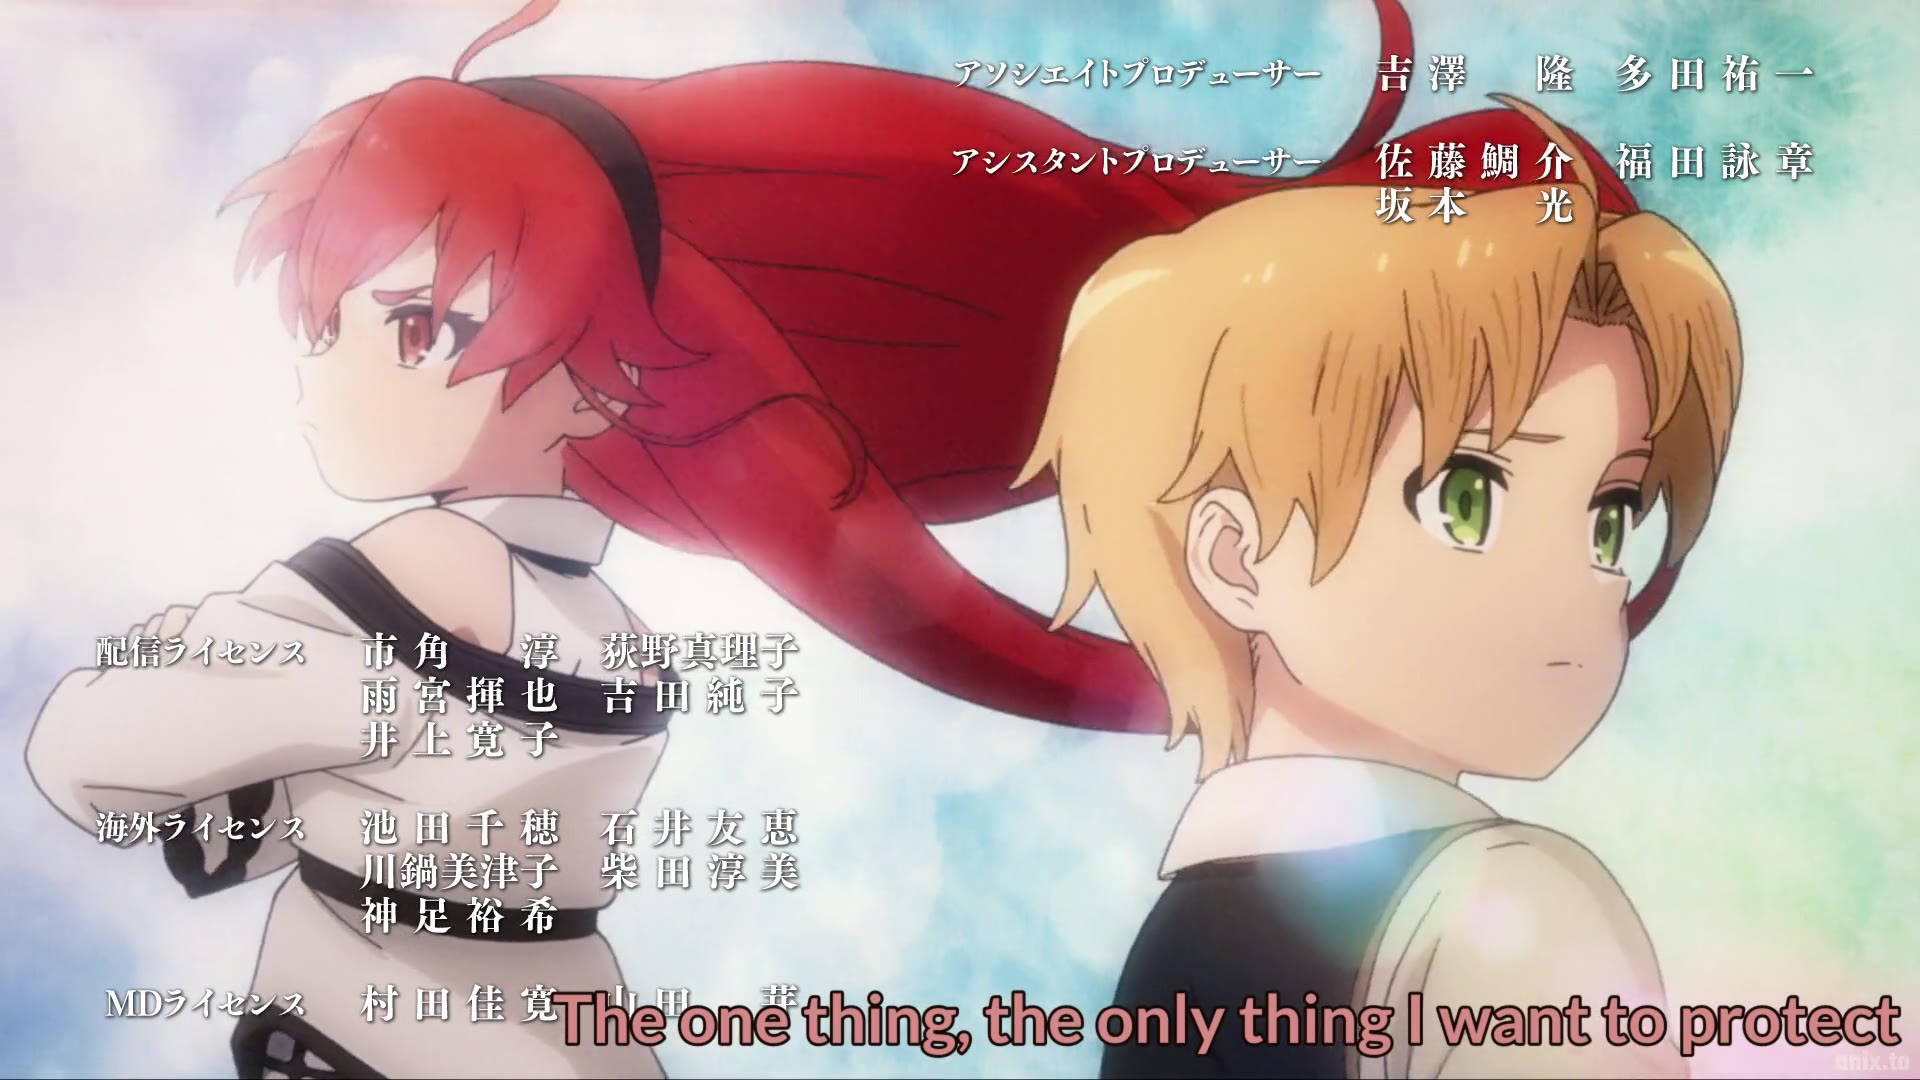 アソシエイトプロデューサー 吉澤 隆 多田祐一
アシスタントプロデューサー 佐藤鯛介 福田詠章
坂本 光
配信ライセンス 市角 淳 荻野真理子
雨宮揮也 吉田純子
井上寛子
海外ライセンス 池田千穂 石井友恵
川鍋美津子 柴田淳美
神足裕希
MDライセンス 村田佳寛 山田
The one thing, the only thing I want to protect
anix.to